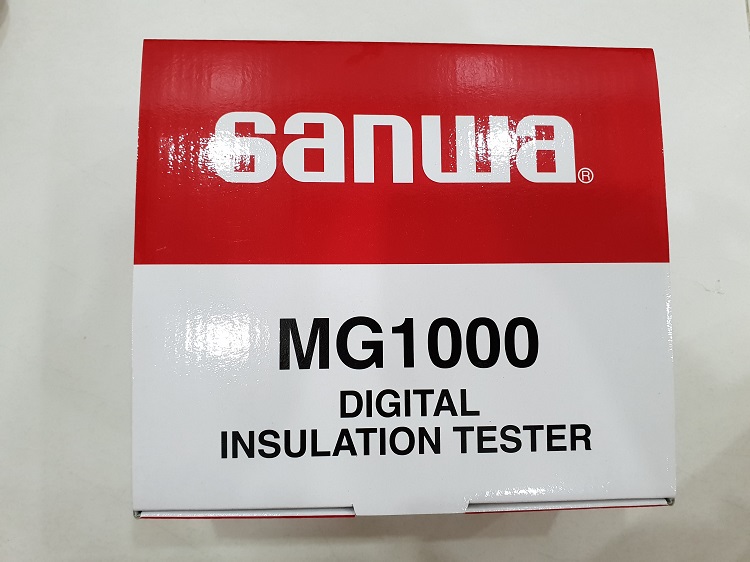 sanwa®
MG1000
DIGITAL
INSULATION TESTER